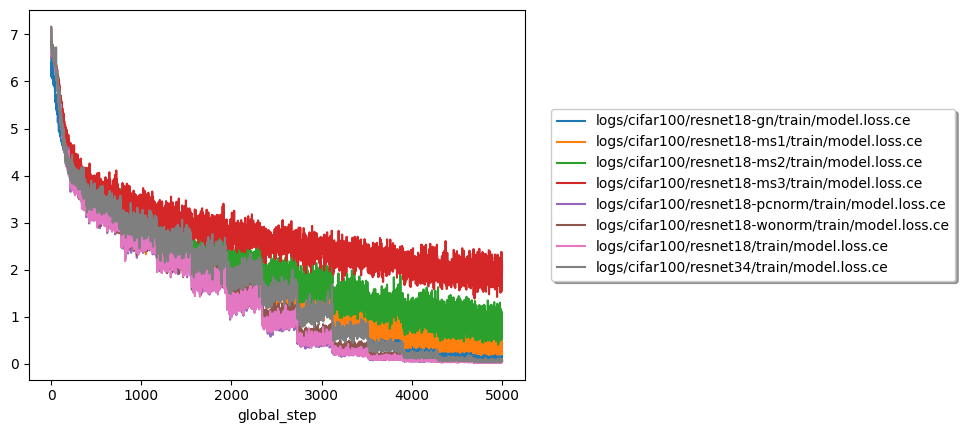 7
6
5
4
3
2
1
0
0 1000 2000 3000 4000 5000
global_step
logs/cifar100/resnet18-gn/train/model.loss.ce
logs/cifar100/resnet18-ms1/train/model.loss.ce
logs/cifar100/resnet18-ms2/train/model.loss.ce
logs/cifar100/resnet18-ms3/train/model.loss.ce
logs/cifar100/resnet18-pcnorm/train/model.loss.ce
logs/cifar100/resnet18-wonorm/train/model.loss.ce
logs/cifar100/resnet18/train/model.loss.ce
logs/cifar100/resnet34/train/model.loss.ce